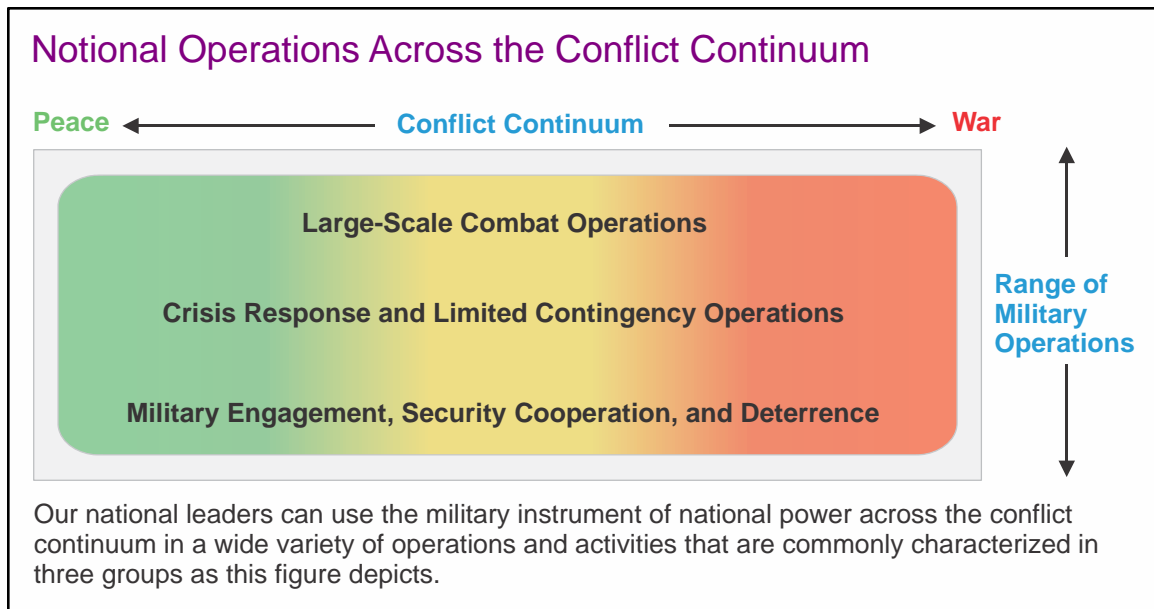 Notional Operations Across the Conflict Continuum
Peace Conflict Continuum War
Large-Scale Combat Operations
Crisis Response and Limited Contingency Operations
Range of
Military
Operations
Military Engagement, Security Cooperation, and Deterrence
Our national leaders can use the military instrument of national power across the conflict
continuum in a wide variety of operations and activities that are commonly characterized in
three groups as this figure depicts.